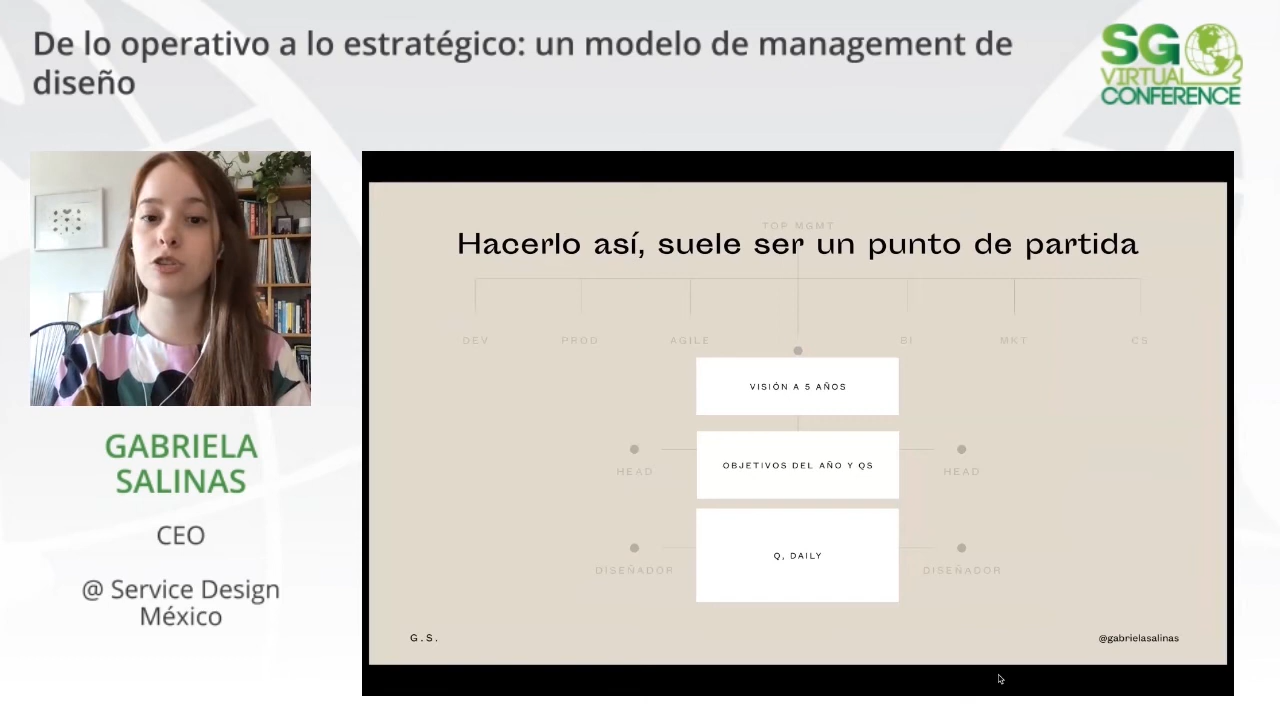 De lo operativo a lo estratégico: un modelo de management de
diseño
SG
VIRTUAL
CONFERENCE
GABRIELA
SALINAS
CEO
@ Service Design
México
TOP MGMT
Hacerlo así, suele ser un punto de partida
DEV PROD AGILE BI MKT CS
VISIÓN A 5 AÑOS
OBJETIVOS DEL AÑO Y QS
HEAD HEAD
Q, DAILY
DISEÑADOR DISEÑADOR
G.S.
@gabrielasalinas